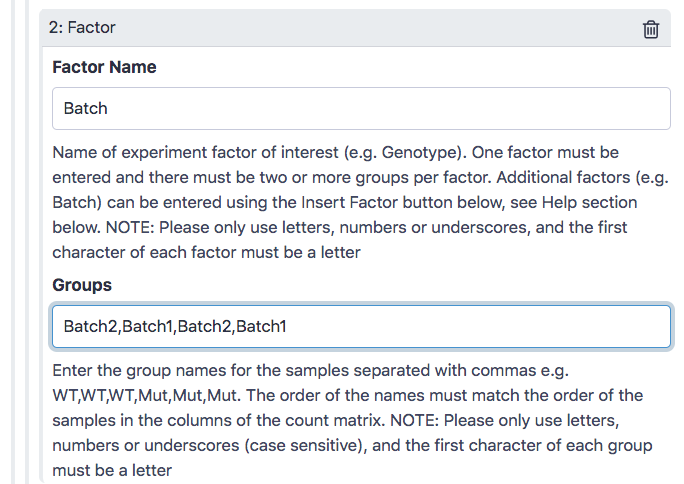 2: Factor
Factor Name
Batch
Name of experiment factor of interest (e.g. Genotype). One factor must be
entered and there must be two or more groups per factor. Additional factors (e.g.
Batch) can be entered using the Insert Factor button below, see Help section
below. NOTE: Please only use letters, numbers or underscores, and the first
character of each factor must be a letter
Groups
Batch2,Batch1,Batch2,Batch1
Enter the group names for the samples separated with commas e.g.
WT,WT,WT,Mut,Mut,Mut. The order of the names must match the order of the
samples in the columns of the count matrix. NOTE: Please only use letters,
numbers or underscores (case sensitive), and the first character of each group
must be a letter